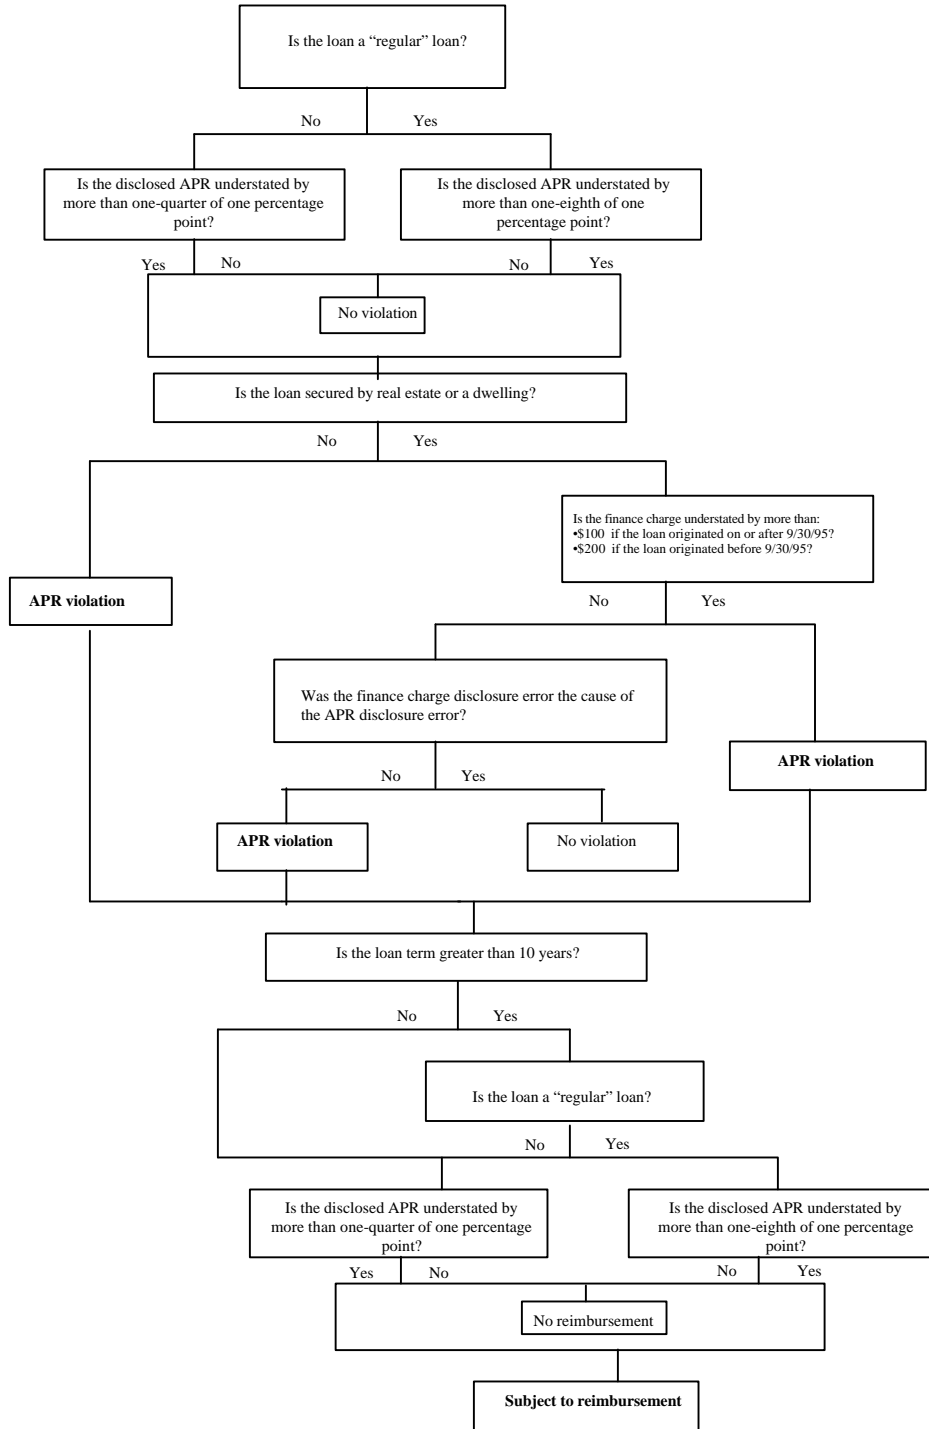 Is the loan a “regular” loan?
No
Yes
Is the disclosed APR understated by
more than one-quarter of one percentage
point?
Is the disclosed APR understated by
more than one-eighth of one
percentage point?
Yes
No
No
Yes
No violation
Is the loan secured by real estate or a dwelling?
No
Yes
Is the finance charge understated by more than:
•$100 if the loan originated on or after 9/30/95?
•$200 if the loan originated before 9/30/95?
APR violation
No
Yes
Was the finance charge disclosure error the cause of
the APR disclosure error?
APR violation
No
Yes
APR violation
No violation
Is the loan term greater than 10 years?
No
Yes
Is the loan a “regular” loan?
No
Yes
Is the disclosed APR understated by
more than one-quarter of one percentage
point?
Is the disclosed APR understated by
more than one-eighth of one percentage
point?
Yes
No
No
Yes
No reimbursement
Subject to reimbursement